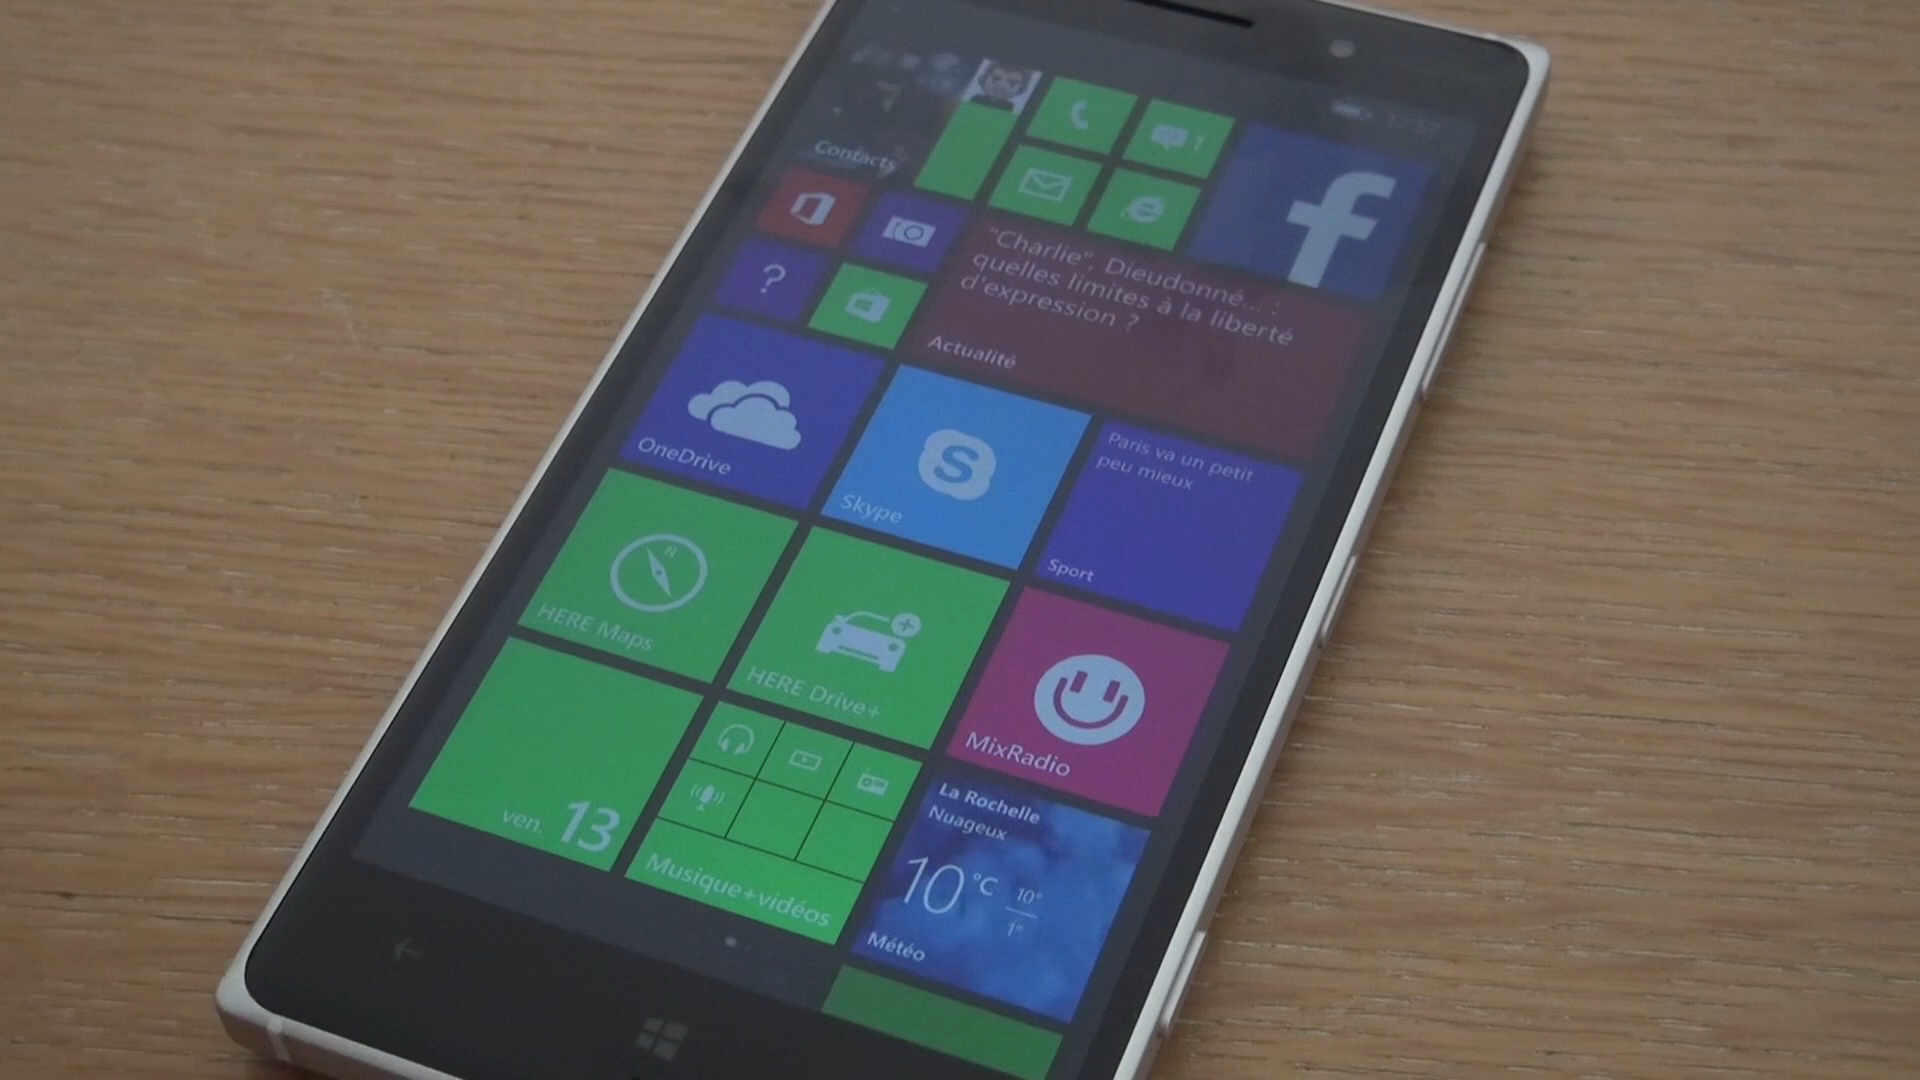 Contacts
1
f
"Charlie", Dieudonné... :
quelles limites à la liberté
d'expression ?
Actualité
?
OneDrive
S
Skype
Paris va un petit
peu mieux
Sport
N
HERE Maps
HERE Drive+
MixRadio
ven. 13
Musique+vidéos
La Rochelle
Nuageux
10°C
10°
1°
Météo